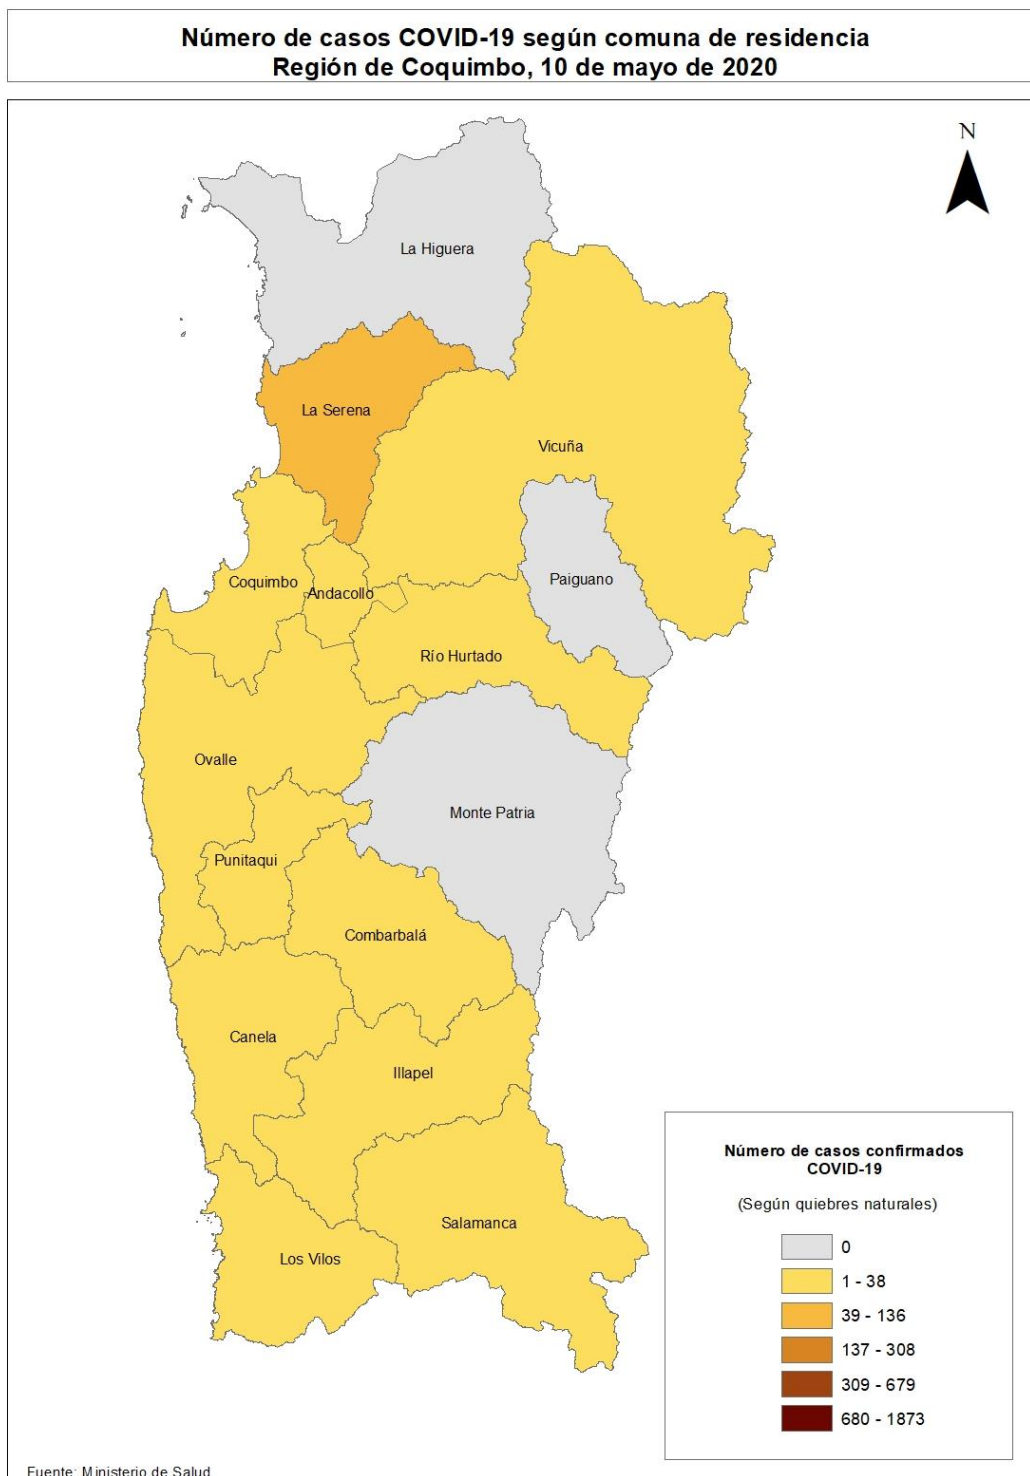 Número de casos COVID-19 según comuna de residencia
Región de Coquimbo, 10 de mayo de 2020
N
La Higuera
La Serena
Vicuña
Paiguano
Coquimbo
Andacollo
Río Hurtado
Ovalle
Monte Patria
Punitaqui
Combarbalá
Canela
Illapel
Salamanca
Los Vilos
Número de casos confirmados
COVID-19
(Según quiebres naturales)
0
1 - 38
39 - 136
137 - 308
309 - 679
680 - 1873
Fuente: Ministerio de Salud